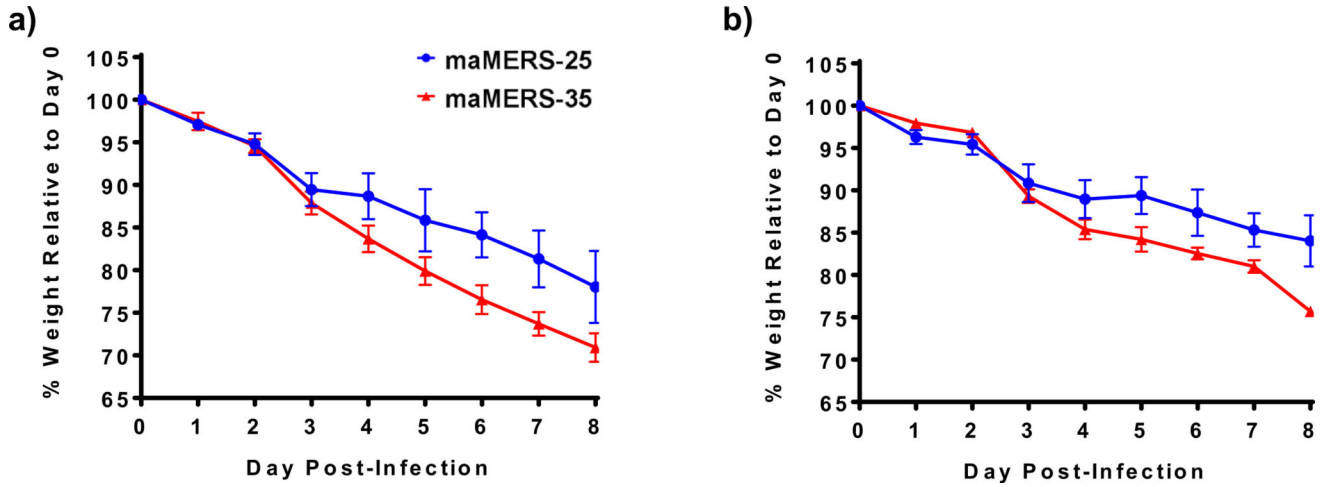 a)
% Weight Relative to Day 0
105
100
95
90
85
80
75
70
65
0 1 2 3 4 5 6 7 8
Day Post-Infection
maMERS-25
maMERS-35
b)
% Weight Relative to Day 0
105
100
95
90
85
80
75
70
65
0 1 2 3 4 5 6 7 8
Day Post-Infection